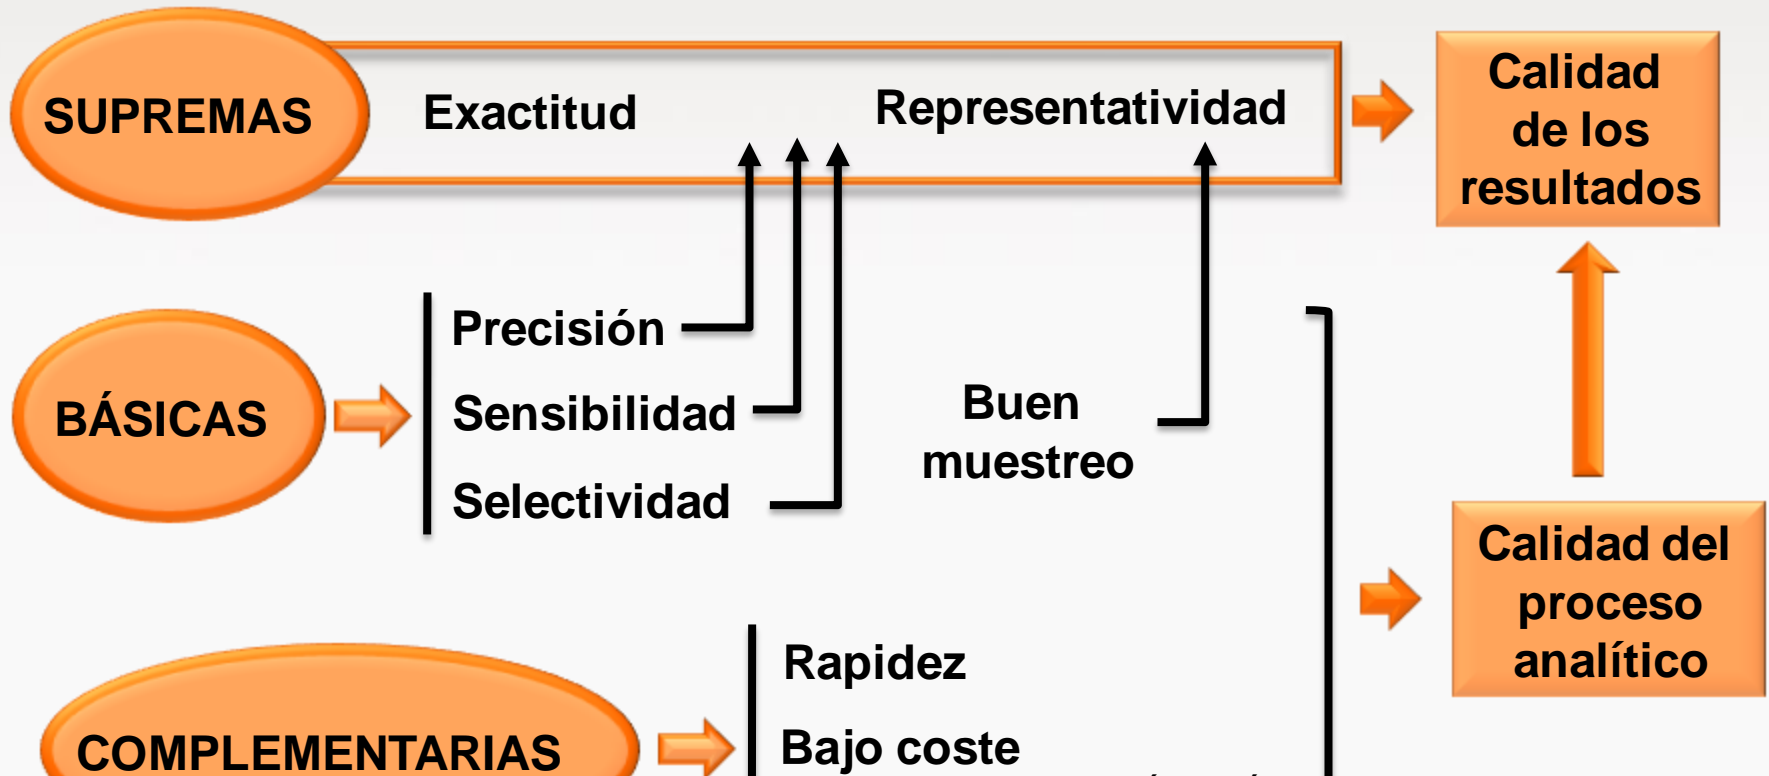 SUPREMAS
Exactitud
Representatividad
Calidad
de los
resultados
BÁSICAS
Precisión
Sensibilidad
Selectividad
Buen
muestreo
Calidad del
proceso
analítico
COMPLEMENTARIAS
Rapidez
Bajo coste